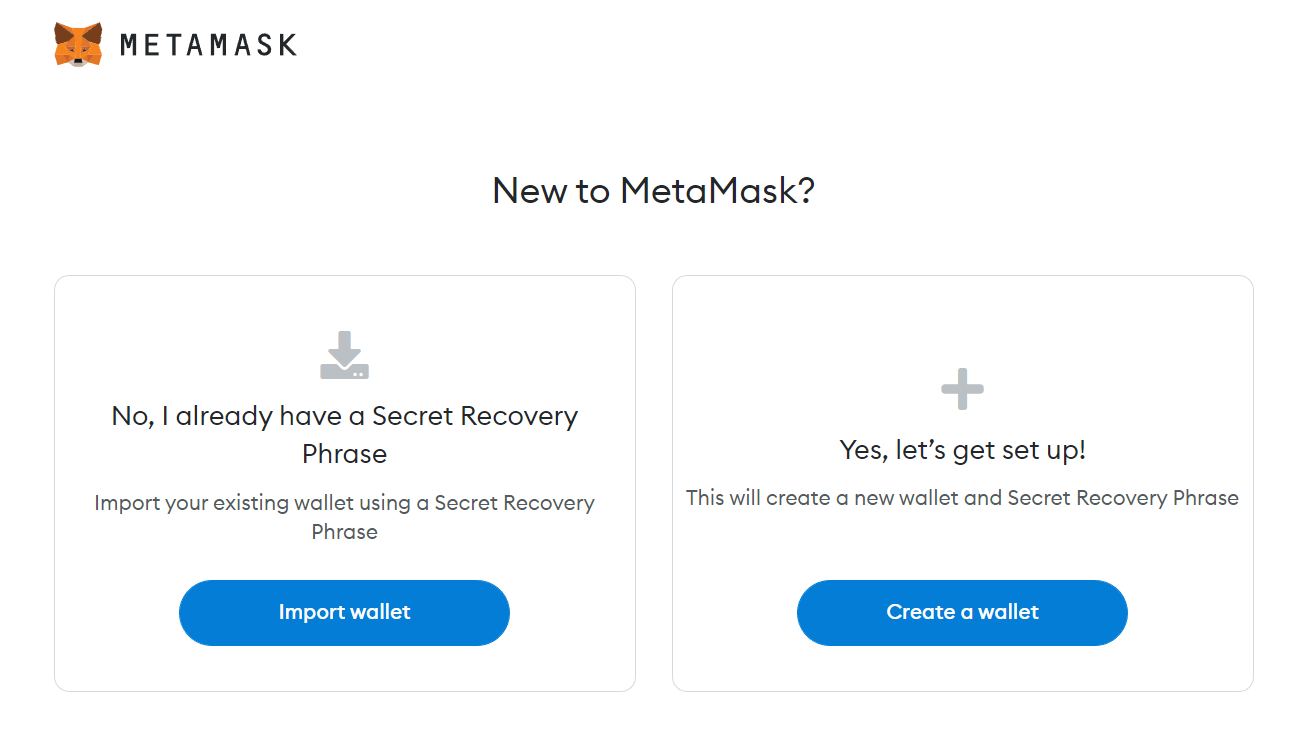 METAMASK
New to MetaMask?
No, I already have a Secret Recovery
Phrase
Import your existing wallet using a Secret Recovery
Phrase
Import wallet
Yes, let’s get set up!
This will create a new wallet and Secret Recovery Phrase
Create a wallet